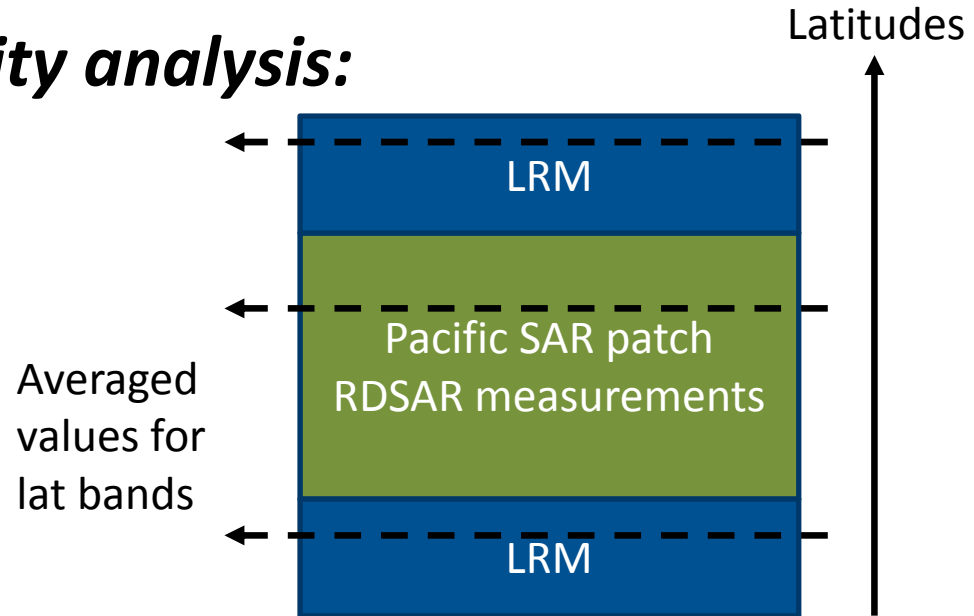 ity analysis:
Latitudes
LRM
Pacific SAR patch
RDSAR measurements
Averaged
values for
lat bands
LRM